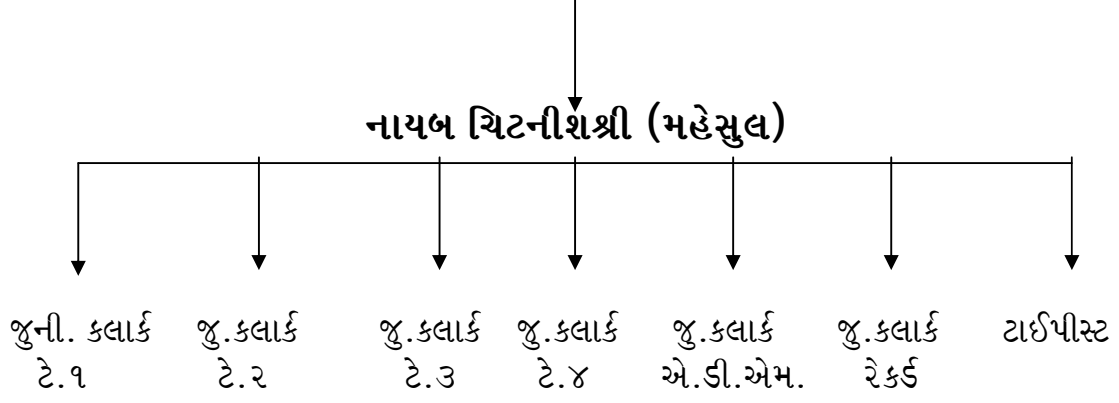 નાયબ ચિટનીશશ્રી (મહેસુલ)
જુની. કલાર્ક જુ.કલાર્ક જુ.કલાર્ક જુ.કલાર્ક જુ.કલાર્ક જુ.કલાર્ક ટાઈપીસ્ટ
ટે.૧ ટે.૨ ટે.૩ ટે.૪ એ.ડી.એમ. રેકર્ડ